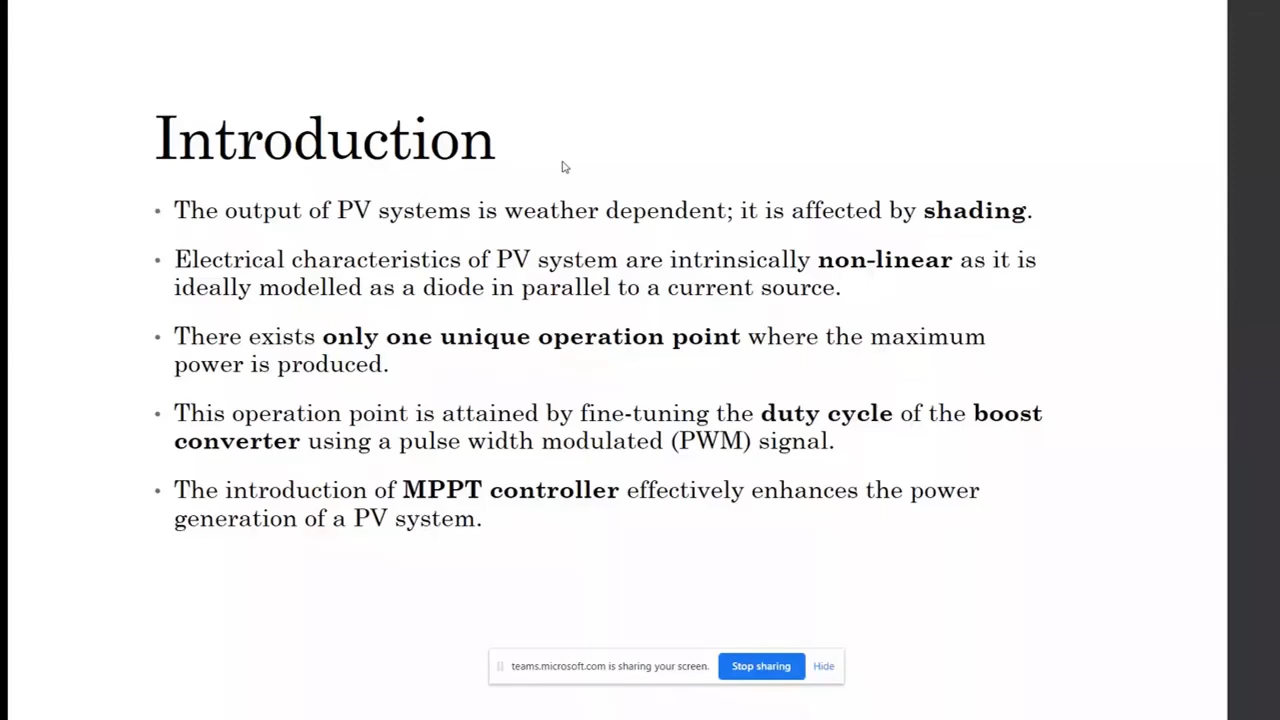 Introduction
• The output of PV systems is weather dependent; it is affected by shading.
• Electrical characteristics of PV system are intrinsically non-linear as it is
ideally modelled as a diode in parallel to a current source.
• There exists only one unique operation point where the maximum
power is produced.
• This operation point is attained by fine-tuning the duty cycle of the boost
converter using a pulse width modulated (PWM) signal.
• The introduction of MPPT controller effectively enhances the power
generation of a PV system.
teams.microsoft.com is sharing your screen. Stop sharing Hide